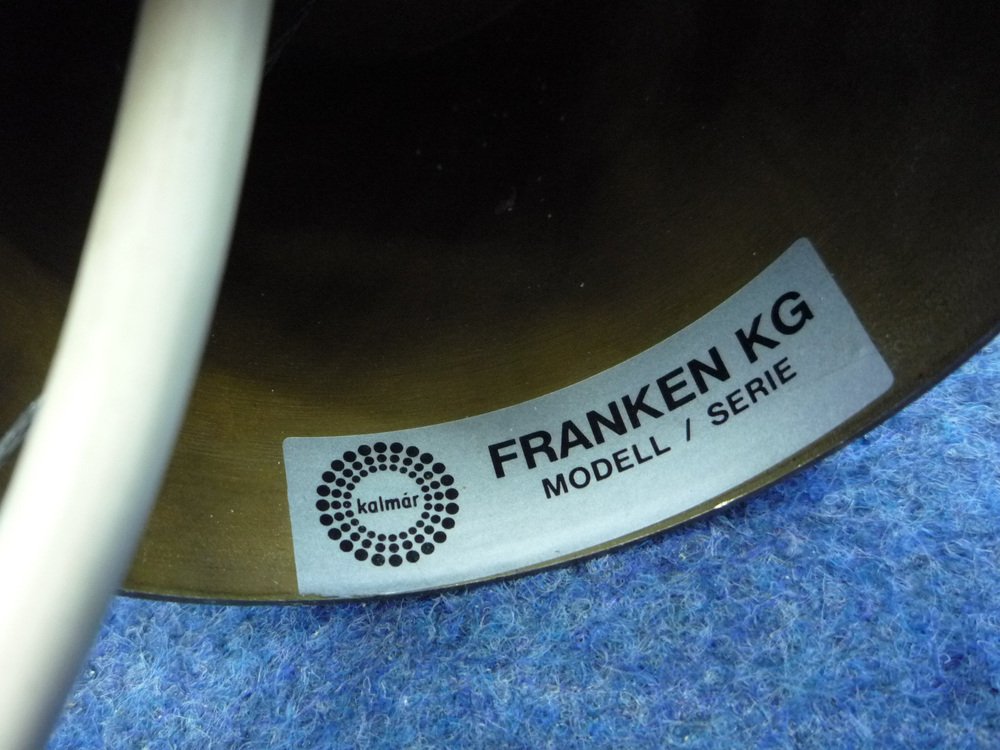 kalmár
FRANKEN KG
MODELL / SERIE